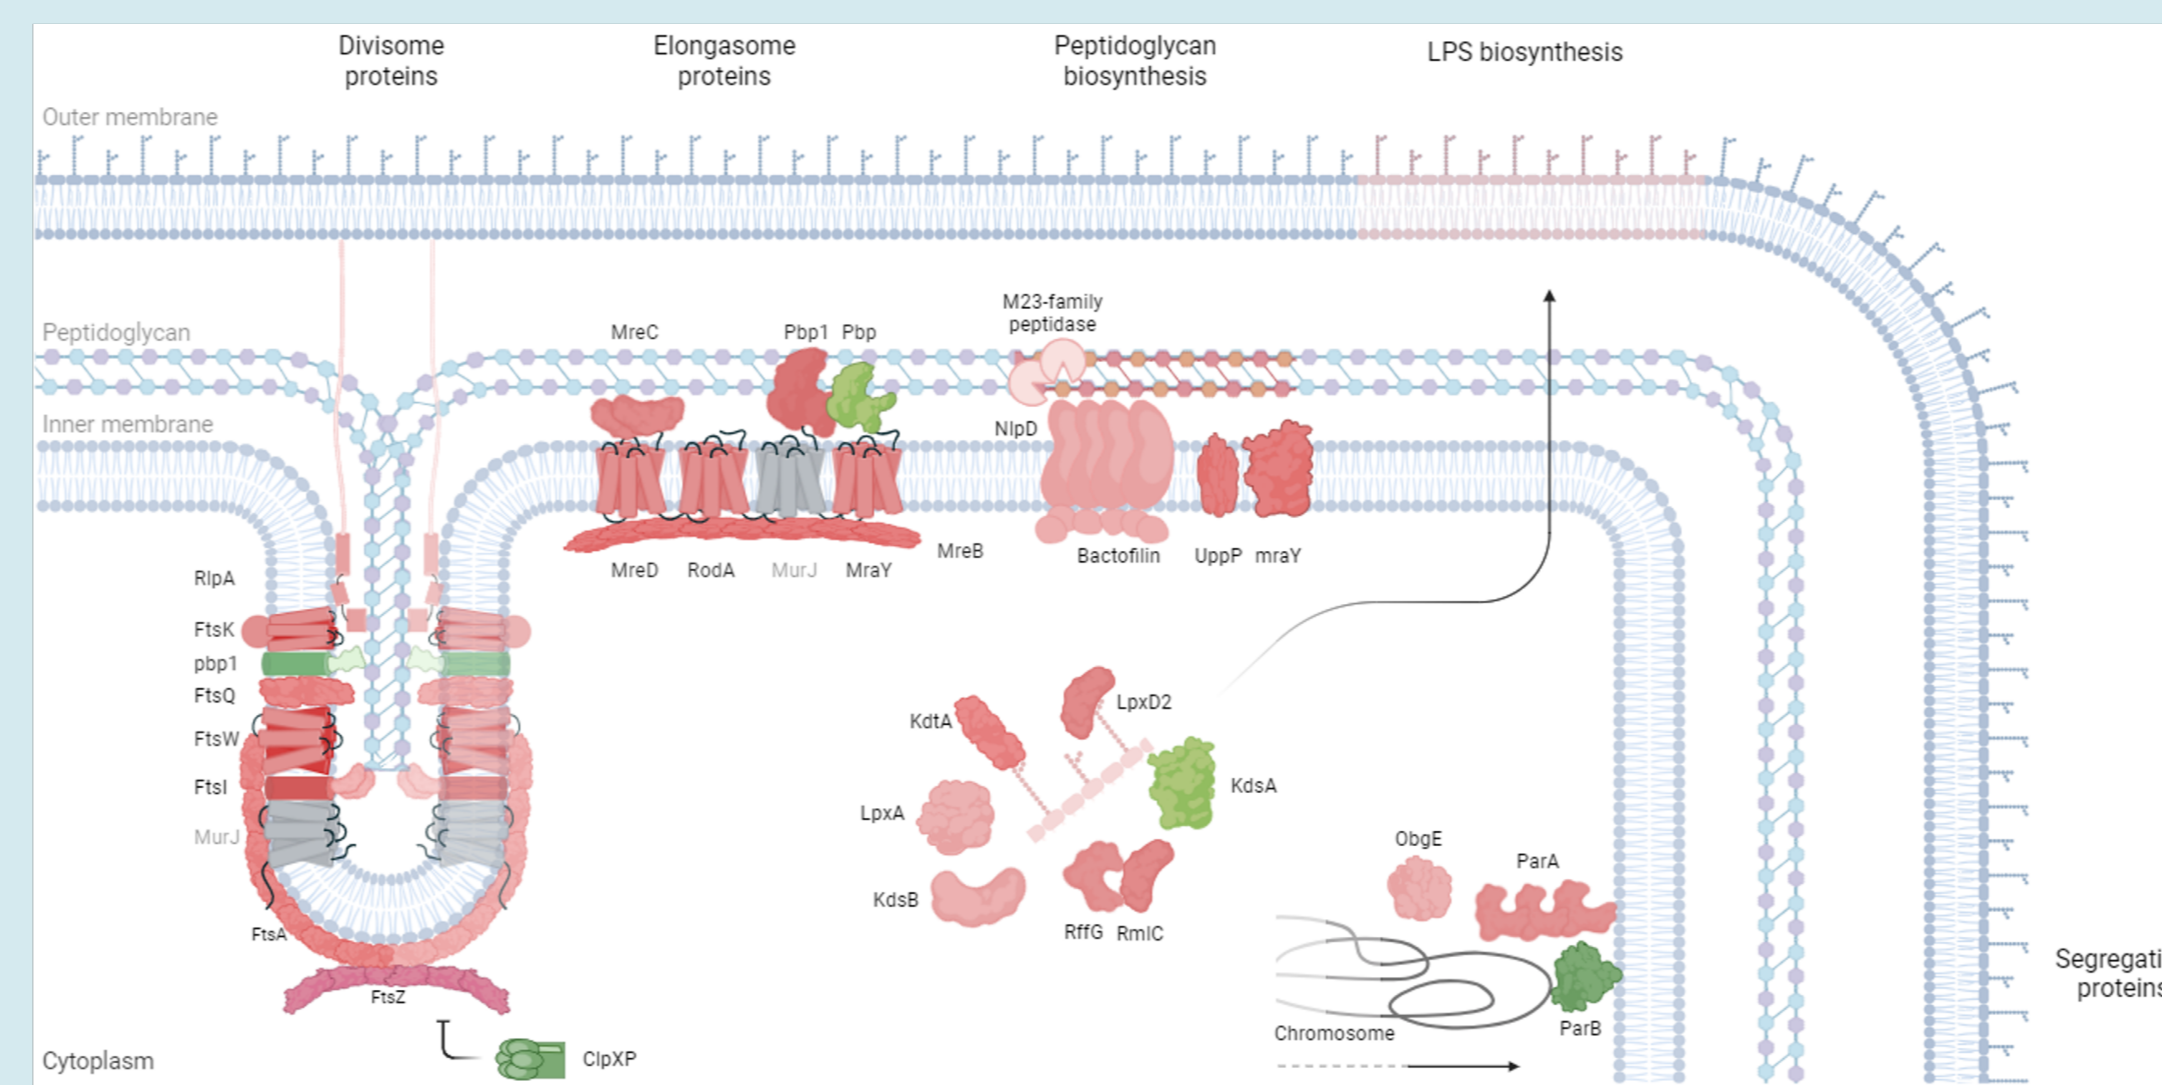 Divisome
proteins
Elongasome
proteins
Peptidoglycan
biosynthesis
LPS biosynthesis
Outer membrane
M23-family
peptidase
Peptidoglycan
MreC
Pbp1 Pbp
Inner membrane
NlpD
MreB
Bactofilin
UppP mraY
MreD
RodA
MurJ
MraY
RlpA
FtsK
pbp1
FtsQ
FtsW
FtsI
MurJ
FtsA
FtsZ
LpxD2
KdtA
KdsA
LpxA
KdsB
RffG RmlC
ObgE
ParA
Segregati
proteins
ParB
Chromosome
Cytoplasm
ClpXP